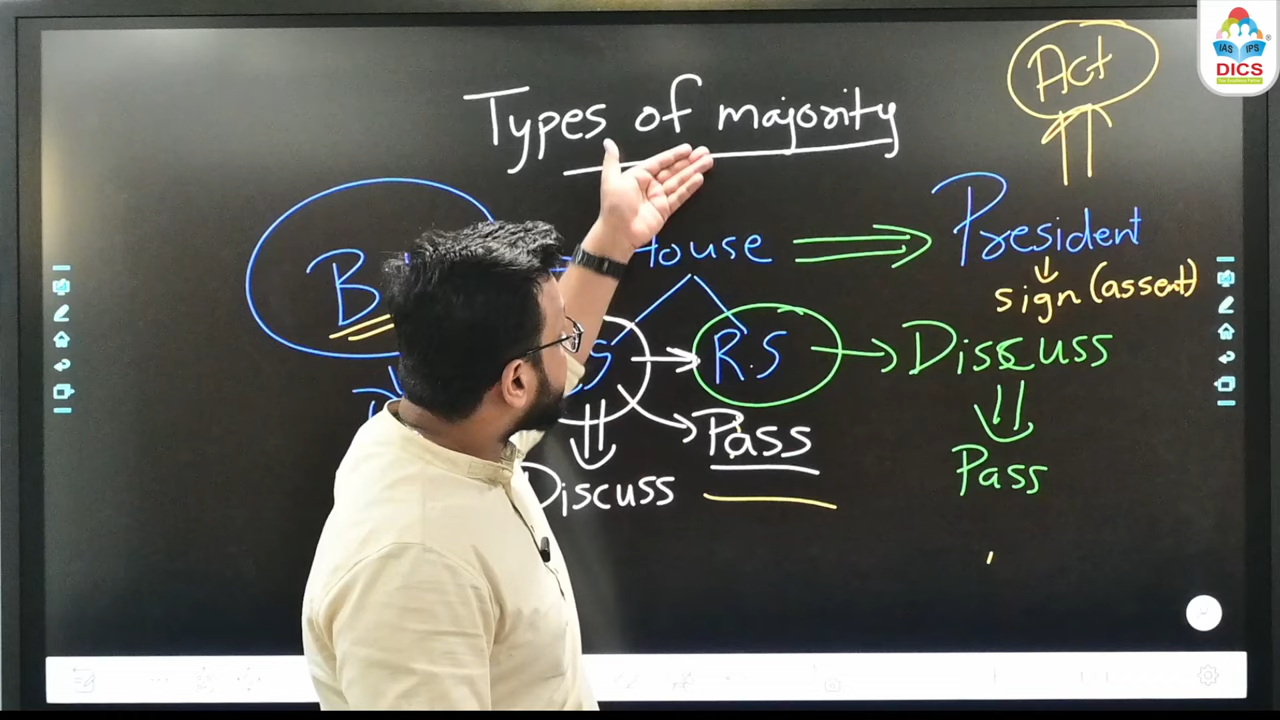 Act
IAS IPS
DICS
Types of majority
House
President
sign (assent)
R.S
Discuss
Pass
Pass
Discuss